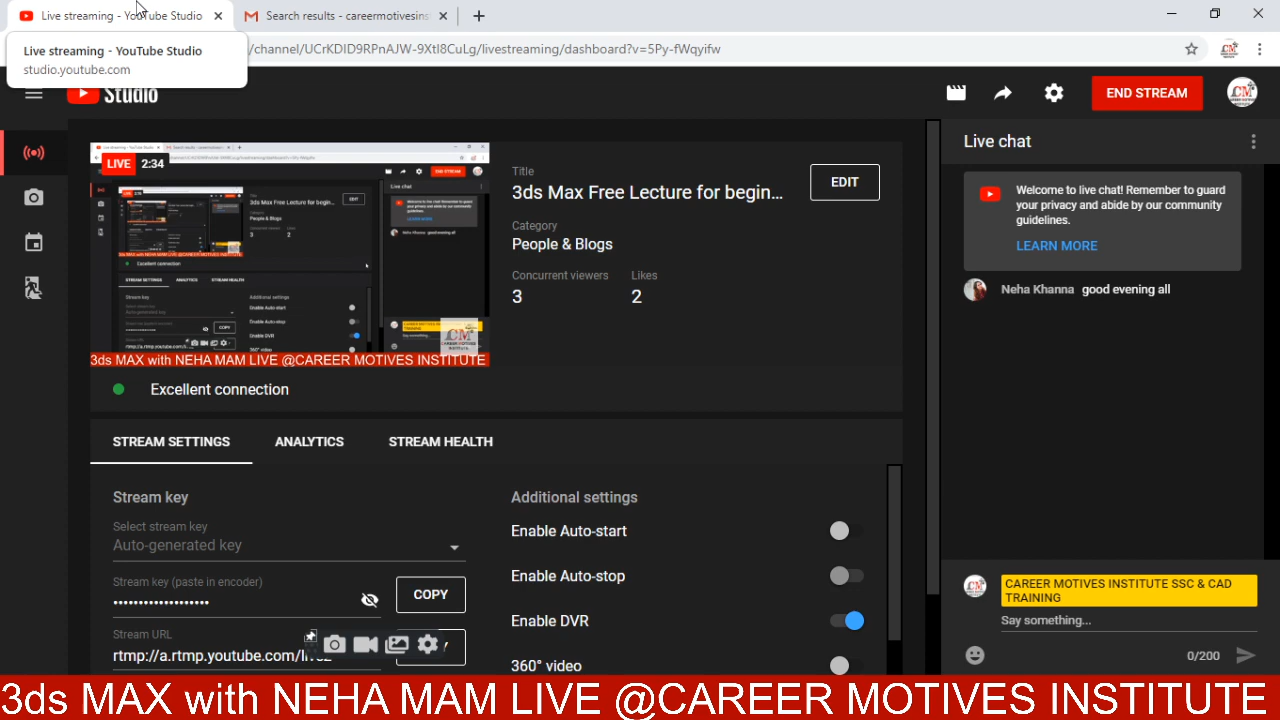 Live streaming - YouTube Studio
Search results - careermotivesins
Live streaming - YouTube Studio
studio.youtube.com
/channel/UCrKDID9RPnAJW-9XtI8CuLg/livestreaming/dashboard?v=5Py-fWqyifw
Studio
END STREAM
LIVE 2:34
3ds MAX with NEHA MAM LIVE @CAREER MOTIVES INSTITUTE
Title
3ds Max Free Lecture for begin...
EDIT
Category
People & Blogs
Concurrent viewers
Likes
3
2
Excellent connection
STREAM SETTINGS
ANALYTICS
STREAM HEALTH
Stream key
Select stream key
Auto-generated key
Stream key (paste in encoder)
••••••••••••••••••••
COPY
Stream URL
rtmp://a.rtmp.youtube.com/live2
Additional settings
Enable Auto-start
Enable Auto-stop
Enable DVR
360° video
Live chat
Welcome to live chat! Remember to guard
your privacy and abide by our community
guidelines.
LEARN MORE
Neha Khanna good evening all
CAREER MOTIVES INSTITUTE SSC & CAD
TRAINING
Say something...
0/200
3ds MAX with NEHA MAM LIVE @CAREER MOTIVES INSTITUTE